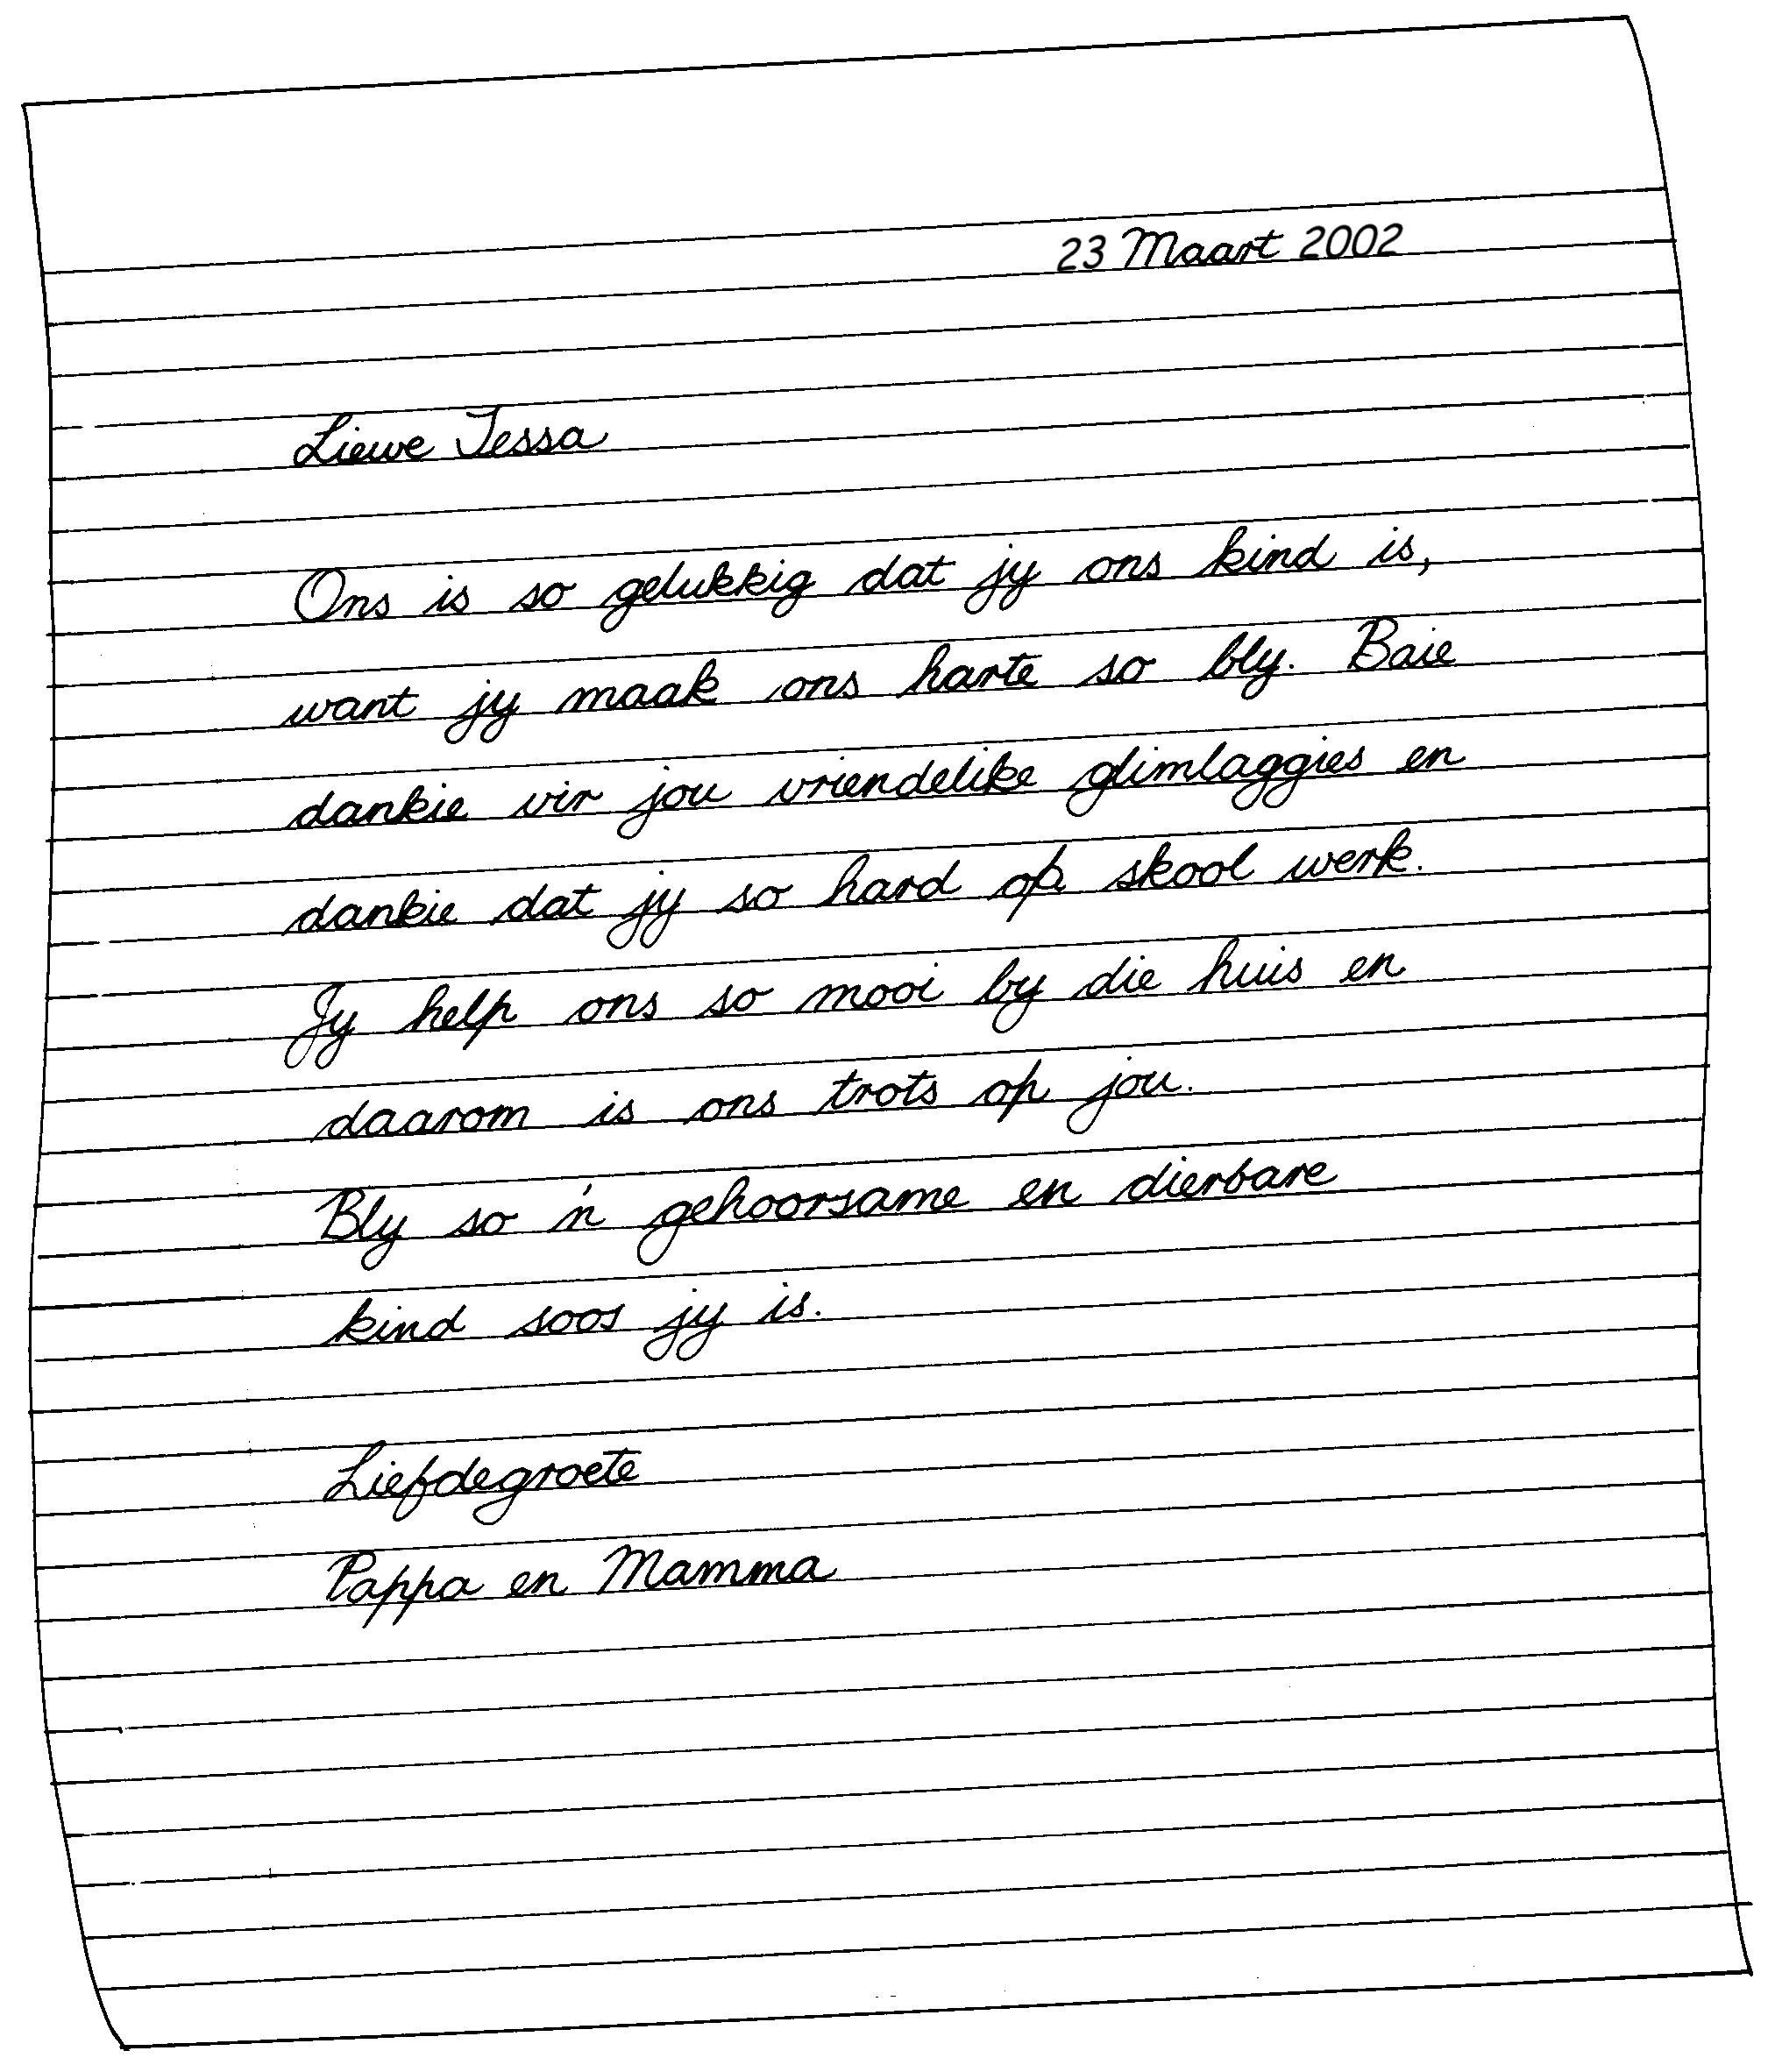 23 Maart 2002
Liewe Tessa
Ons is so gelukkig dat jy ons kind is,
want jy maak ons harte so bly. Baie
dankie vir jou vriendelike glimlaggies en
dankie dat jy so hard op skool werk.
Jy help ons so mooi by die huis en
daarom is ons trots op jou.
Bly so 'n gehoorsame en dierbare
kind soos jy is.
Liefdegroete
Pappa en Mamma